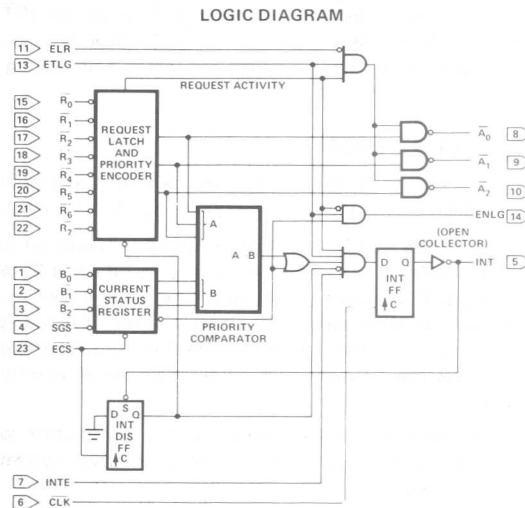 LOGIC DIAGRAM
11 ELR
13 ETLG
REQUEST ACTIVITY
15 R0
16 R1
17 R2
18 R3
19 R4
20 R5
21 R6
22 R7
REQUEST
LATCH
AND
PRIORITY
ENCODER
A
B
A B
PRIORITY
COMPARATOR
1 B0
2 B1
3 B2
4 SGS
23 ECS
CURRENT
STATUS
REGISTER
A0 8
A1 9
A2 10
ENLG 14
(OPEN
COLLECTOR)
INT 5
D Q
INT
FF
C
S
D Q
INT
DIS
FF
C
7 INTE
6 CLK